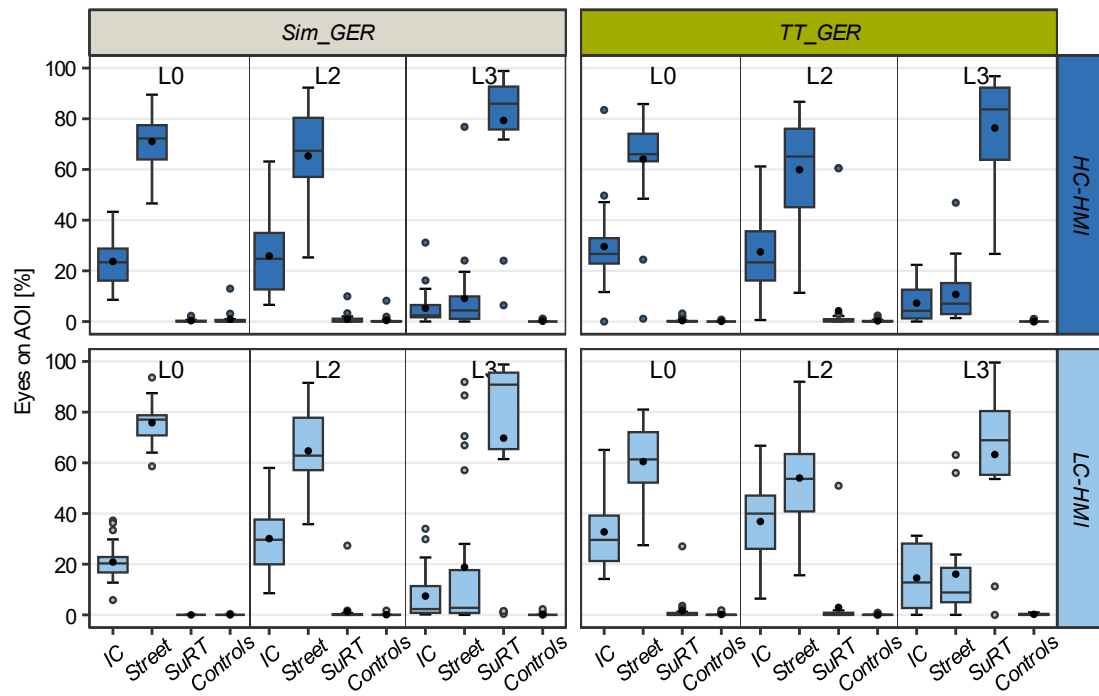 Sim_GER TT_GER
L0 L2 L3 L0 L2 L3
100
80
60
40
20
0
HC-HMI
Eyes on AOI [%]
L0 L2 L3 L0 L2 L3
100
80
60
40
20
0
LC-HMI
IC Street SuRT Controls IC Street SuRT Controls IC Street SuRT Controls IC Street SuRT Controls IC Street SuRT Controls IC Street SuRT Controls